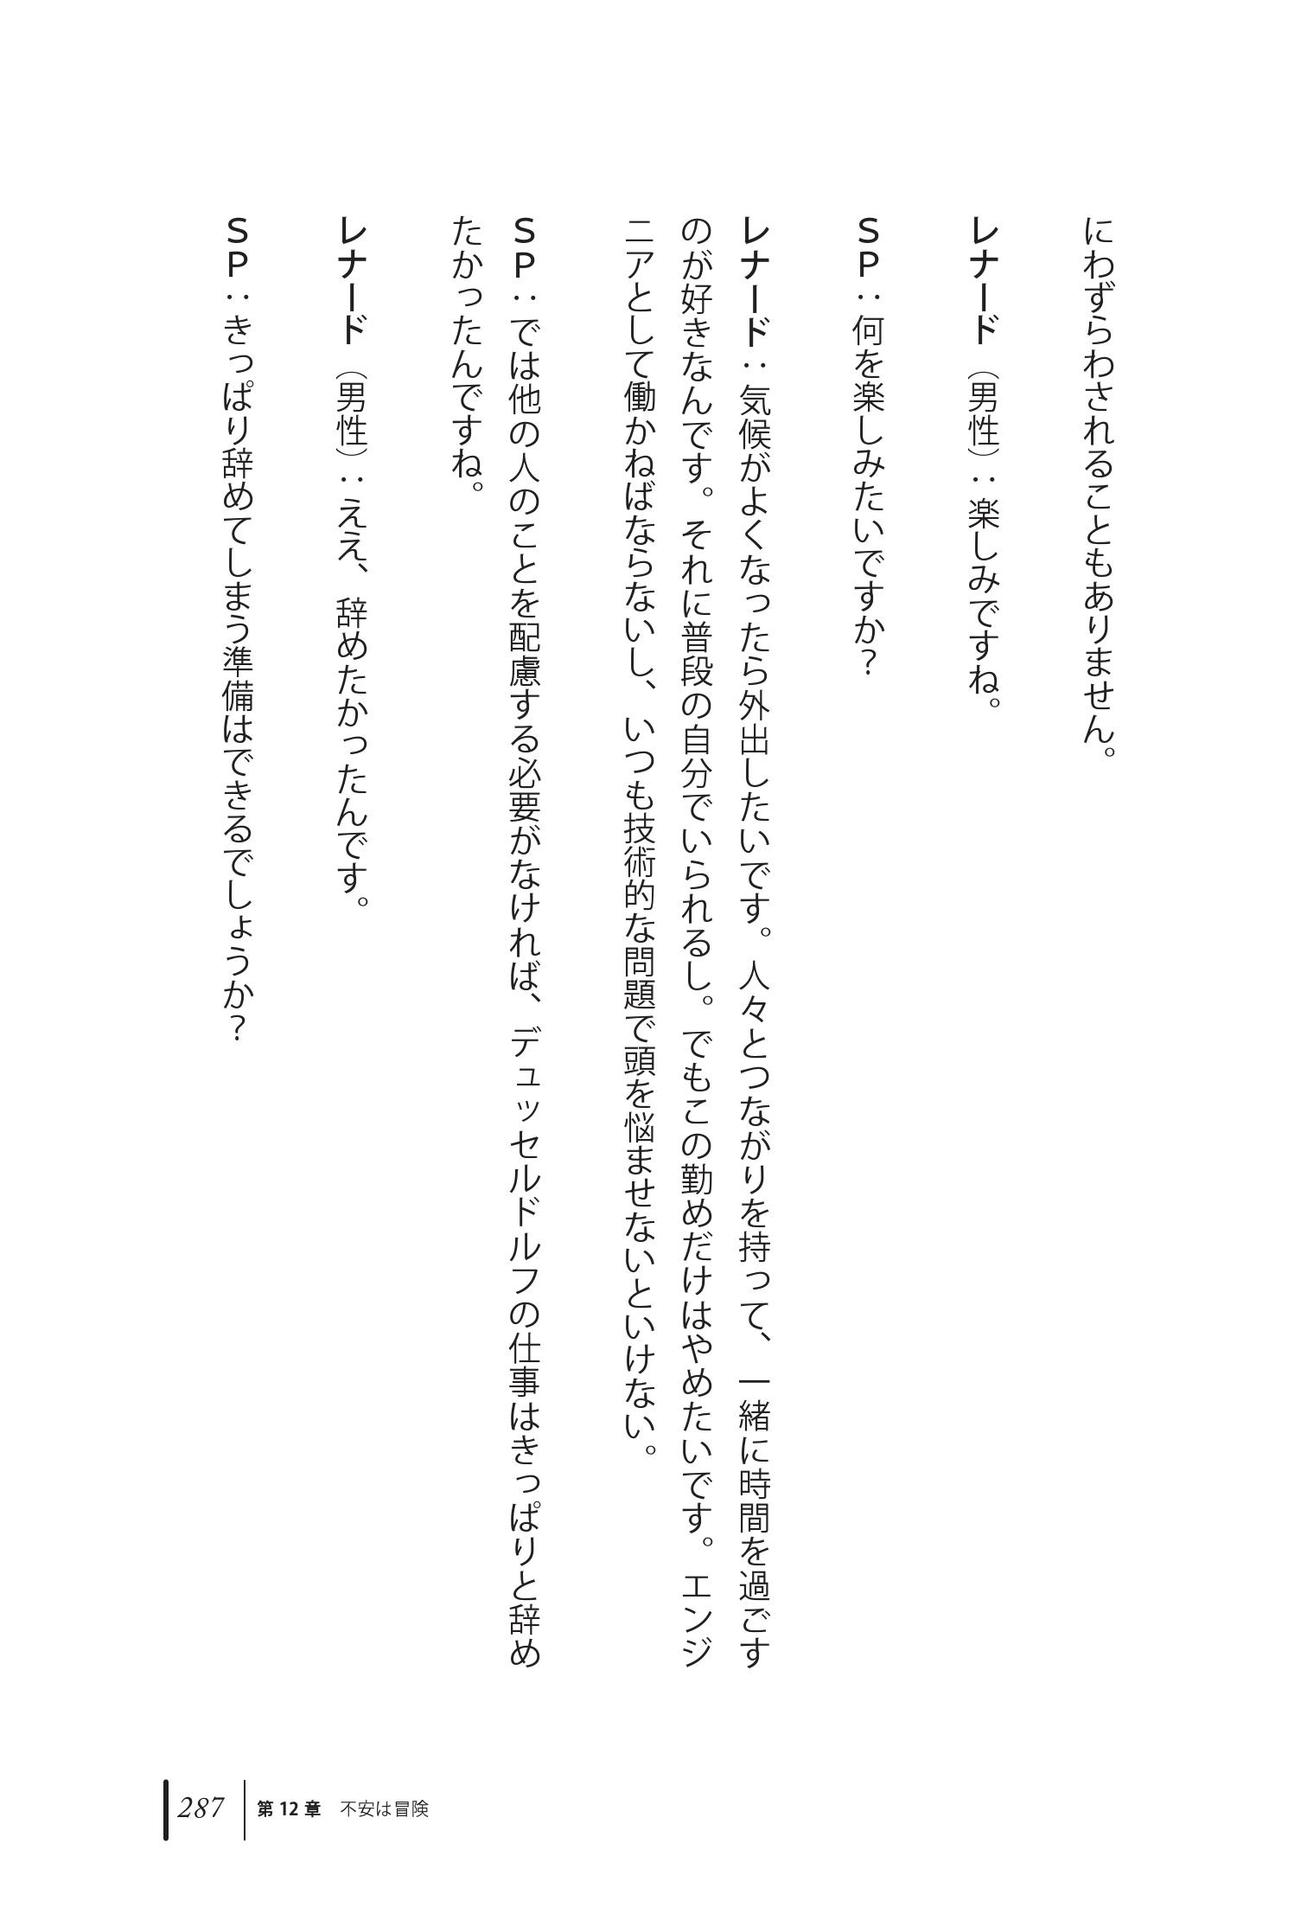 にわずらわされることもありません。
レナード（男性）：楽しみですね。
ＳＰ：何を楽しみたいですか？
レナード：気候がよくなったら外出したいです。人々とつながりを持って、一緒に時間を過ごす
のが好きなんです。それに普段の自分でいられるし。でもこの勤めだけはやめたいです。エンジ
ニアとして働かねばならないし、いつも技術的な問題で頭を悩ませないといけない。
ＳＰ：では他の人のことを配慮する必要がなければ、デュッセルドルフの仕事はきっぱりと辞め
たかったんですね。
レナード（男性）：ええ、辞めたかったんです。
ＳＰ：きっぱり辞めてしまう準備はできるでしょうか？
287 第12章 不安は冒険